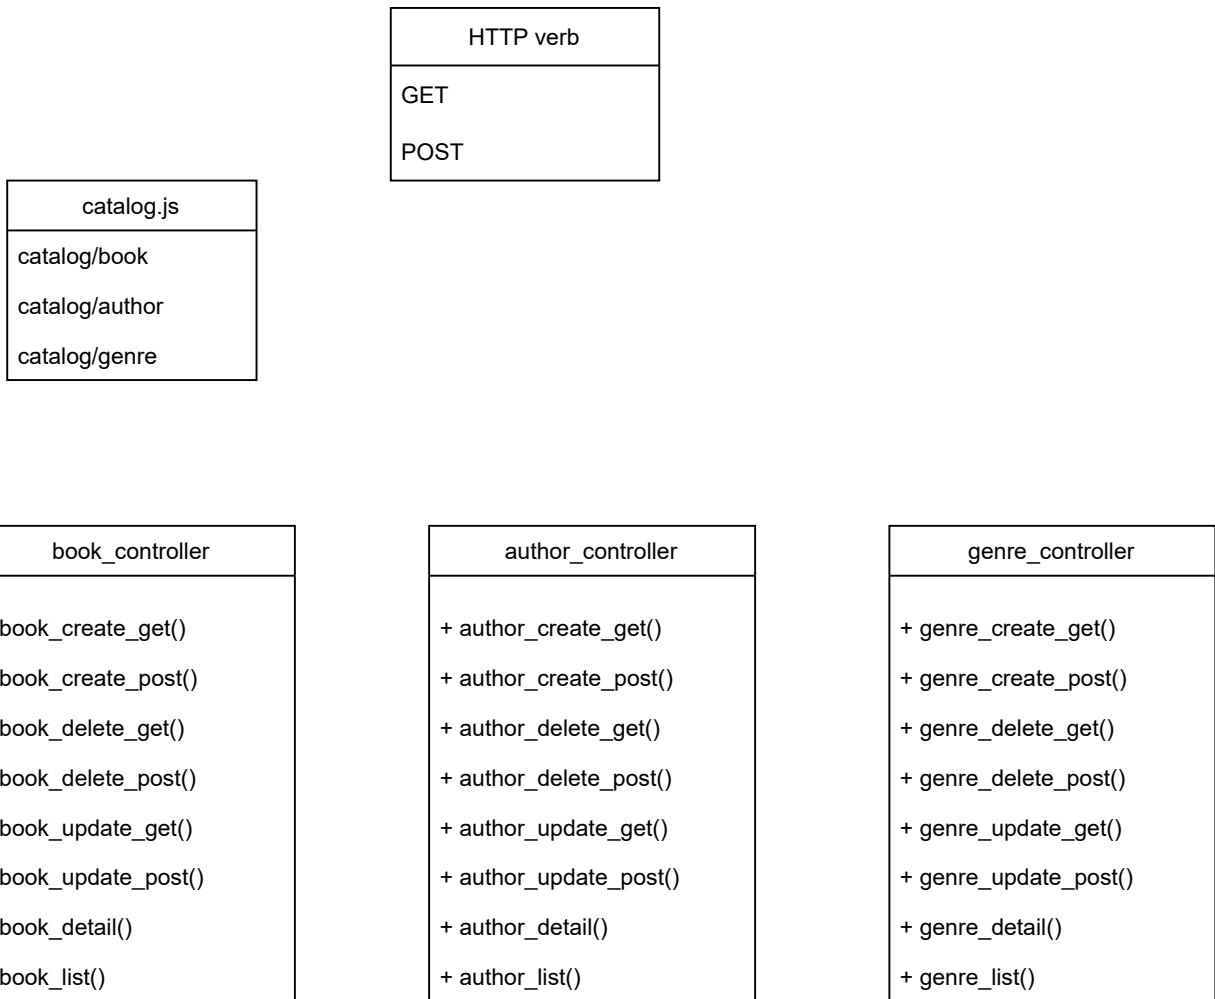 HTTP verb
GET
POST
catalog.js
catalog/book
catalog/author
catalog/genre
book_controller
book_create_get()
book_create_post()
book_delete_get()
book_delete_post()
book_update_get()
book_update_post()
book_detail()
book_list()
author_controller
+ author_create_get()
+ author_create_post()
+ author_delete_get()
+ author_delete_post()
+ author_update_get()
+ author_update_post()
+ author_detail()
+ author_list()
genre_controller
+ genre_create_get()
+ genre_create_post()
+ genre_delete_get()
+ genre_delete_post()
+ genre_update_get()
+ genre_update_post()
+ genre_detail()
+ genre_list()